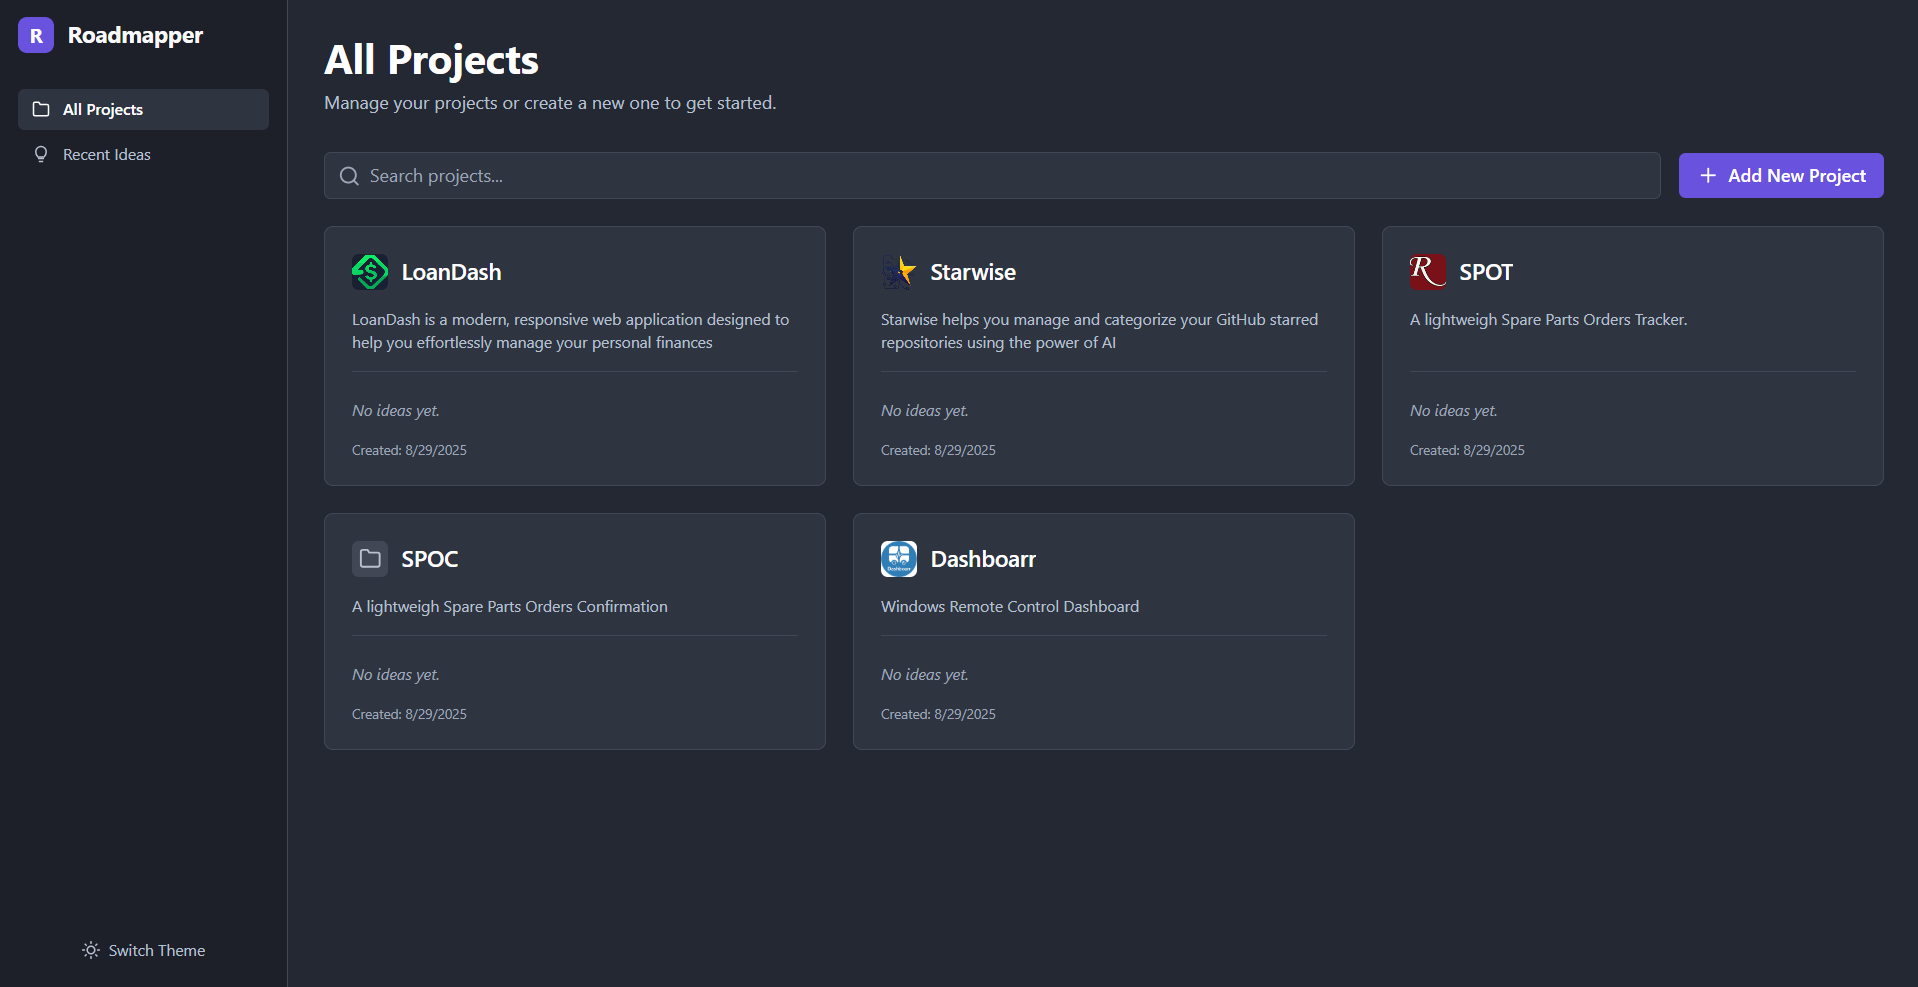 R
Roadmapper
All Projects
Recent Ideas
Switch Theme
All Projects
Manage your projects or create a new one to get started.
Search projects...
Add New Project
LoanDash
LoanDash is a modern, responsive web application designed to
help you effortlessly manage your personal finances
No ideas yet.
Created: 8/29/2025
Starwise
Starwise helps you manage and categorize your GitHub starred
repositories using the power of AI
No ideas yet.
Created: 8/29/2025
R
SPOT
A lightweigh Spare Parts Orders Tracker.
No ideas yet.
Created: 8/29/2025
SPOC
A lightweigh Spare Parts Orders Confirmation
No ideas yet.
Created: 8/29/2025
Dashboarr
Dashboarr
Windows Remote Control Dashboard
No ideas yet.
Created: 8/29/2025